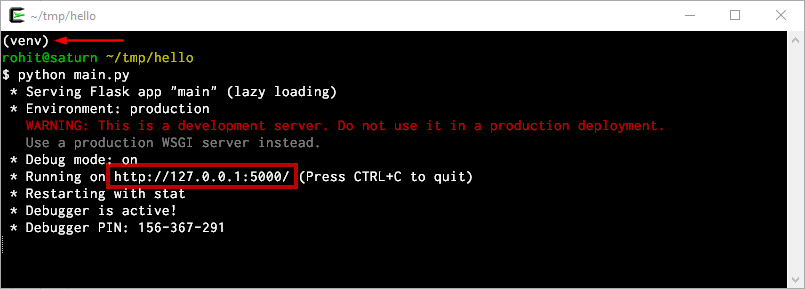 ~/tmp/hello
(venv)
rohit@saturn ~/tmp/hello
$ python main.py
* Serving Flask app "main" (lazy loading)
* Environment: production
WARNING: This is a development server. Do not use it in a production deployment.
Use a production WSGI server instead.
* Debug mode: on
* Running on http://127.0.0.1:5000/ (Press CTRL+C to quit)
* Restarting with stat
* Debugger is active!
* Debugger PIN: 156-367-291